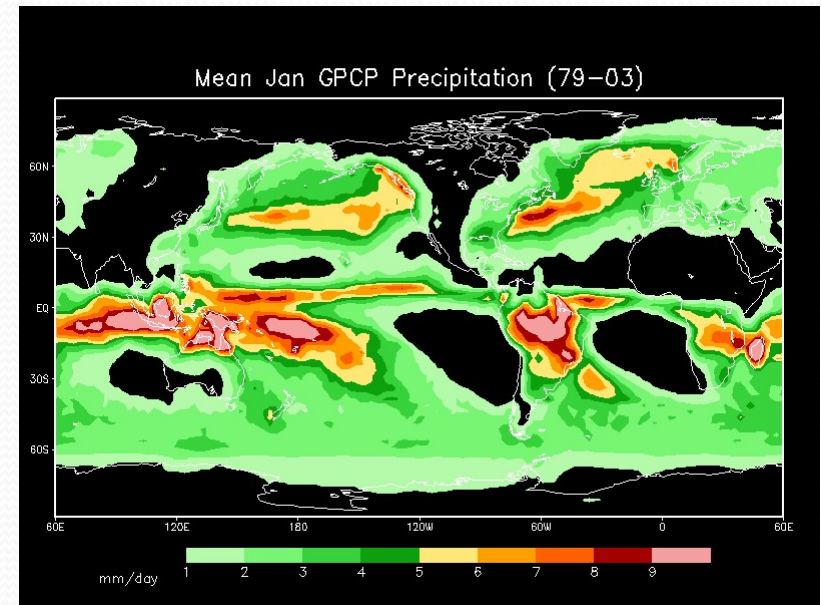 Mean Jan GPCP Precipitation (79-03)
60N
30N
EQ
30S
60S
60E 120E 180 120W 60W 0 60E
mm/day 1 2 3 4 5 6 7 8 9